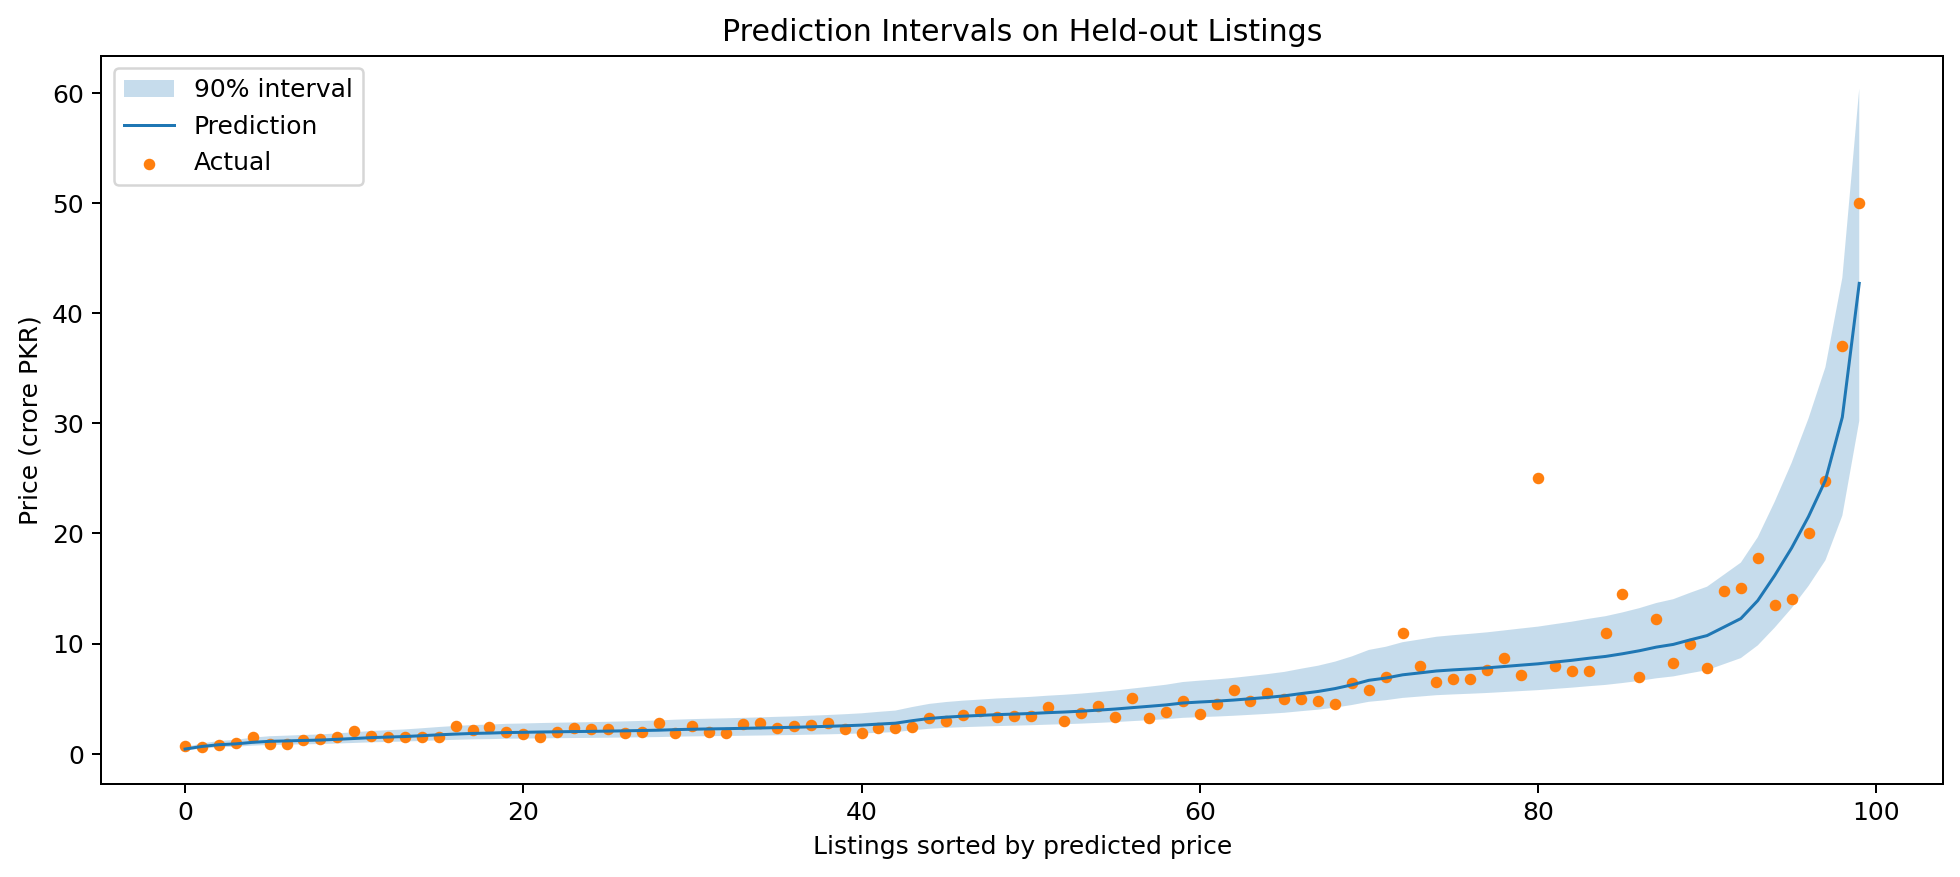 Prediction Intervals on Held-out Listings
90% interval
Prediction
Actual
Price (crore PKR)
60
50
40
30
20
10
0
0 20 40 60 80 100
Listings sorted by predicted price